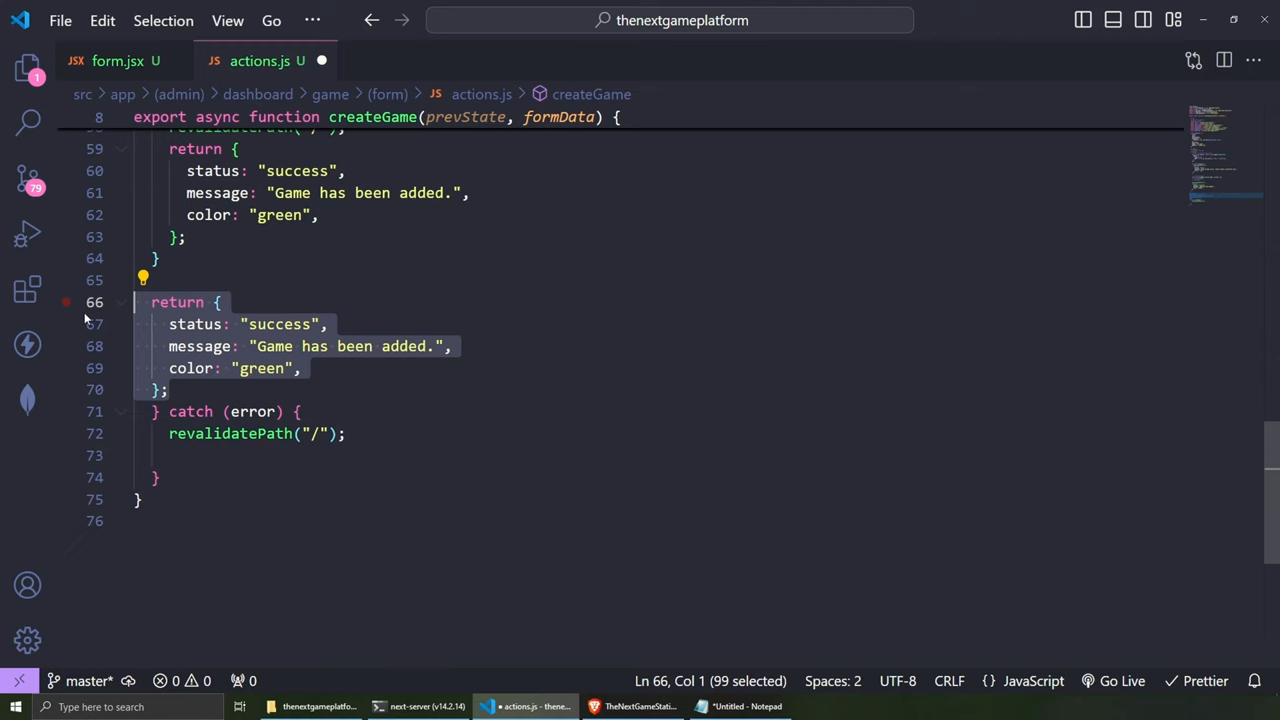 File Edit Selection View Go ··· thenextgameplatform
JSX form.jsx U JS actions.js U
src > app > (admin) > dashboard > game > (form) > JS actions.js > createGame
8 export async function createGame(prevState, formData) {
revalidatePath("/");
59 return {
60 status: "success",
61 message: "Game has been added.",
62 color: "green",
63 };
64 }
65
66 return {
67 status: "success",
68 message: "Game has been added.",
69 color: "green",
70 };
71 } catch (error) {
72 revalidatePath("/");
73
74 }
75 }
76
1
79
master* 0 0 0 Ln 66, Col 1 (99 selected) Spaces: 2 UTF-8 CRLF {} JavaScript Go Live Prettier
Type here to search thenextgameplatfo... next-server (v14.2.14) • actions.js - thene... TheNextGameStati... *Untitled - Notepad